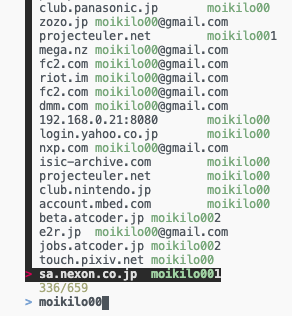 club.panasonic.jp moikilo00
zozo.jp moikilo00@gmail.com
projecteuler.net moikilo001
mega.nz moikilo00@gmail.com
fc2.com moikilo00@gmail.com
riot.im moikilo00@gmail.com
fc2.com moikilo00@gmail.com
dmm.com moikilo00@gmail.com
192.168.0.21:8080 moikilo00
login.yahoo.co.jp moikilo00
nxp.com moikilo00@gmail.com
isic-archive.com moikilo00
projecteuler.net moikilo00
club.nintendo.jp moikilo00
account.mbed.com moikilo00
beta.atcoder.jp moikilo002
e2r.jp moikilo00@gmail.com
jobs.atcoder.jp moikilo002
touch.pixiv.net moikilo00
> sa.nexon.co.jp moikilo001
336/659
> moikilo00